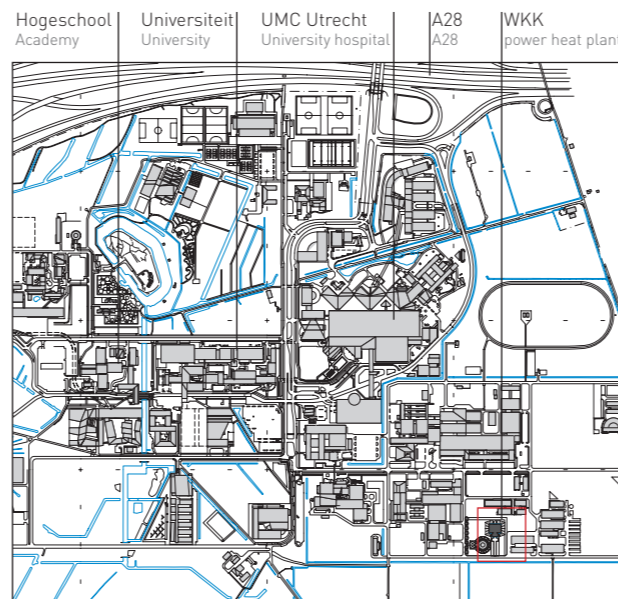 Hogeschool
Academy
Universiteit
University
UMC Utrecht
University hospital
A28
A28
WKK
power heat plant